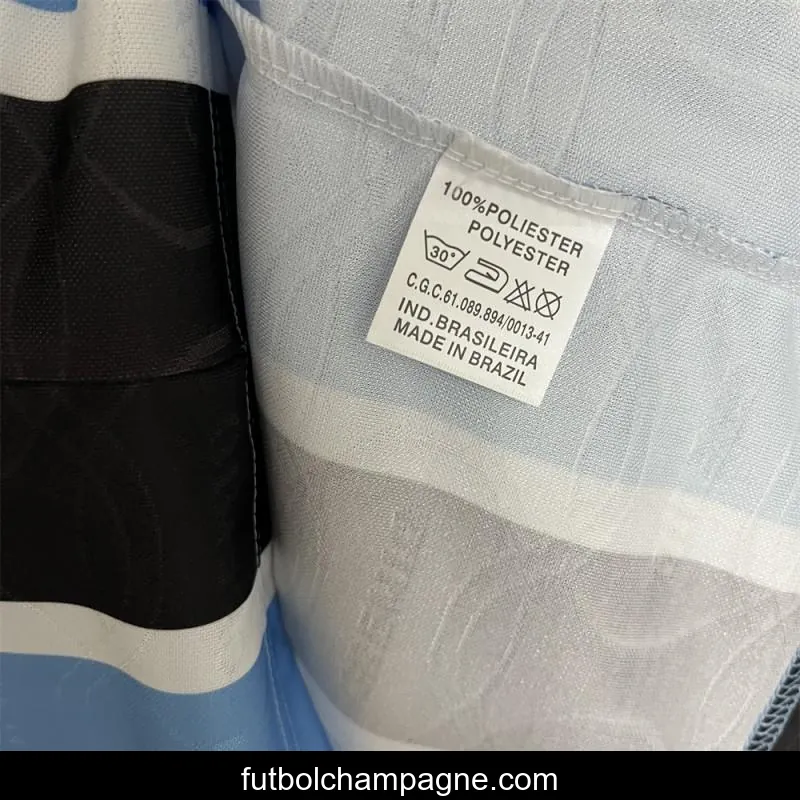 100%POLIESTER
POLYESTER
30°
C.G.C.61.089.894/0013-41
IND.BRASILEIRA
MADE IN BRAZIL
futbolchampagne.com